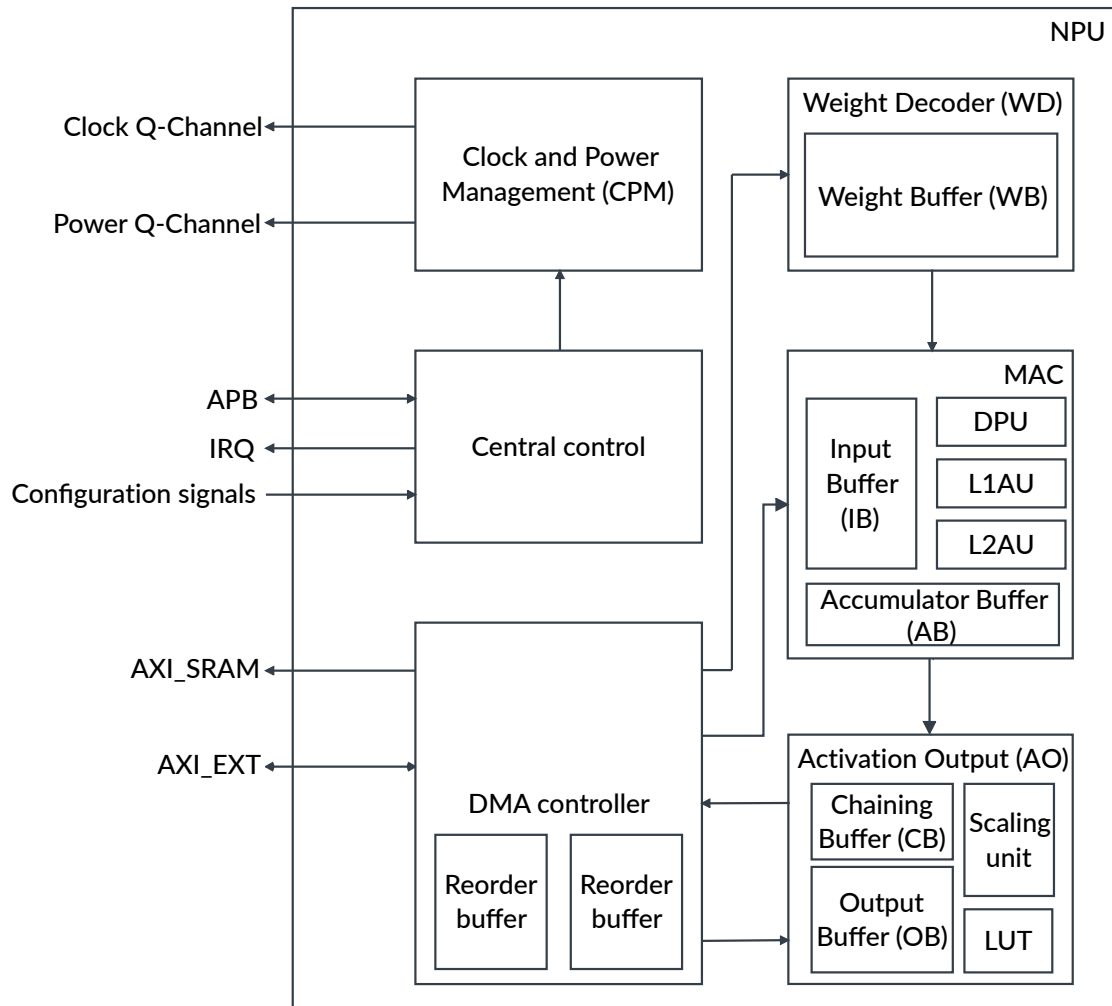 NPU
Clock Q-Channel
Power Q-Channel
Clock and Power
Management (CPM)
Weight Decoder (WD)
Weight Buffer (WB)
APB
IRQ
Configuration signals
Central control
MAC
Input
Buffer
(IB)
DPU
L1AU
L2AU
Accumulator Buffer
(AB)
AXI_SRAM
AXI_EXT
DMA controller
Reorder
buffer
Reorder
buffer
Activation Output (AO)
Chaining
Buffer (CB)
Scaling
unit
Output
Buffer (OB)
LUT